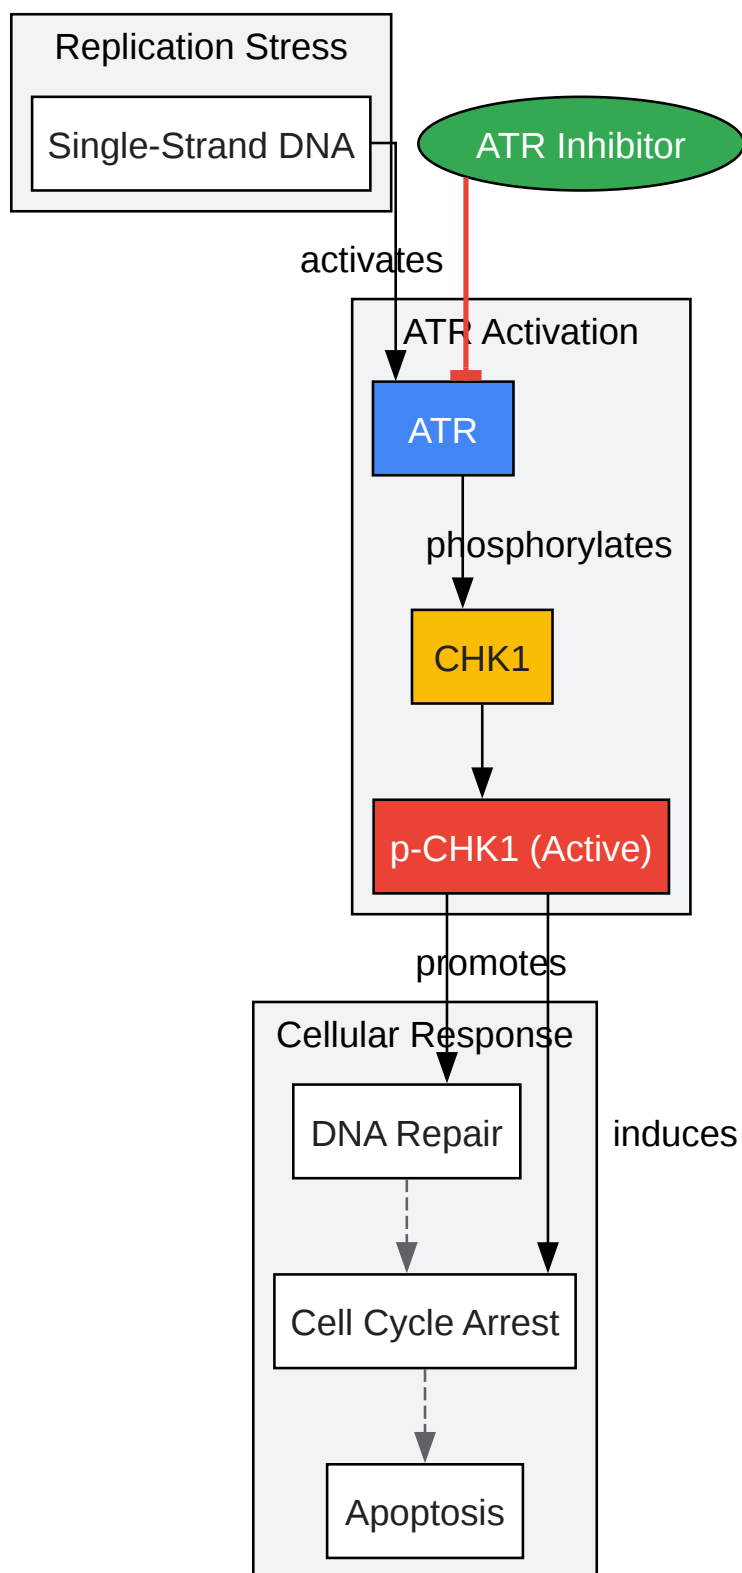 Replication Stress
Single-Strand DNA
ATR Inhibitor
activates
ATR Activation
ATR
phosphorylates
CHK1
p-CHK1 (Active)
promotes
Cellular Response
DNA Repair
induces
Cell Cycle Arrest
Apoptosis